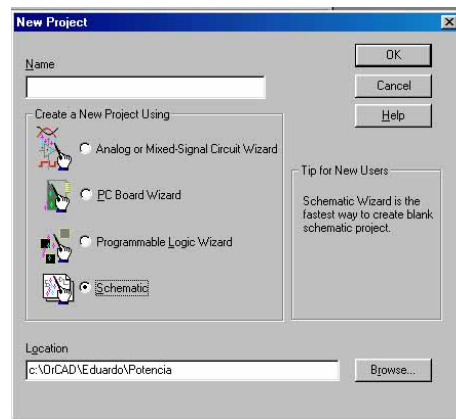 New Project
Name
OK
Cancel
Help
Create a New Project Using
Analog or Mixed-Signal Circuit Wizard
PC Board Wizard
Programmable Logic Wizard
Schematic
Tip for New Users
Schematic Wizard is the
fastest way to create blank
schematic project.
Location
c:\OrCAD\Eduardo\Potencia
Browse...